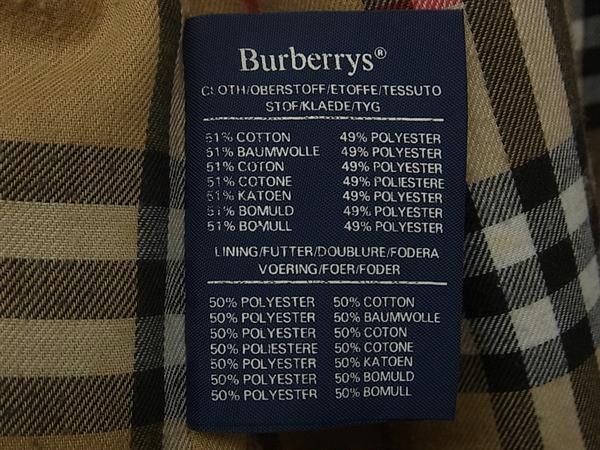 Burberrys®
CLOTH/OBERSTOFF/ETOFFE/TESSUTO
STOF/KLAEDE/TYG
51% COTTON 49% POLYESTER
51% BAUMWOLLE 49% POLYESTER
51% COTON 49% POLYESTER
51% COTONE 49% POLIESTERE
51% KATOEN 49% POLYESTER
51% BOMULD 49% POLYESTER
51% BOMULL 49% POLYESTER
LINING/FUTTER/DOUBLURE/FODERA
VOERING/FOER/FODER
50% POLYESTER 50% COTTON
50% POLYESTER 50% BAUMWOLLE
50% POLYESTER 50% COTON
50% POLIESTERE 50% COTONE
50% POLYESTER 50% KATOEN
50% POLYESTER 50% BOMULD
50% POLYESTER 50% BOMULL